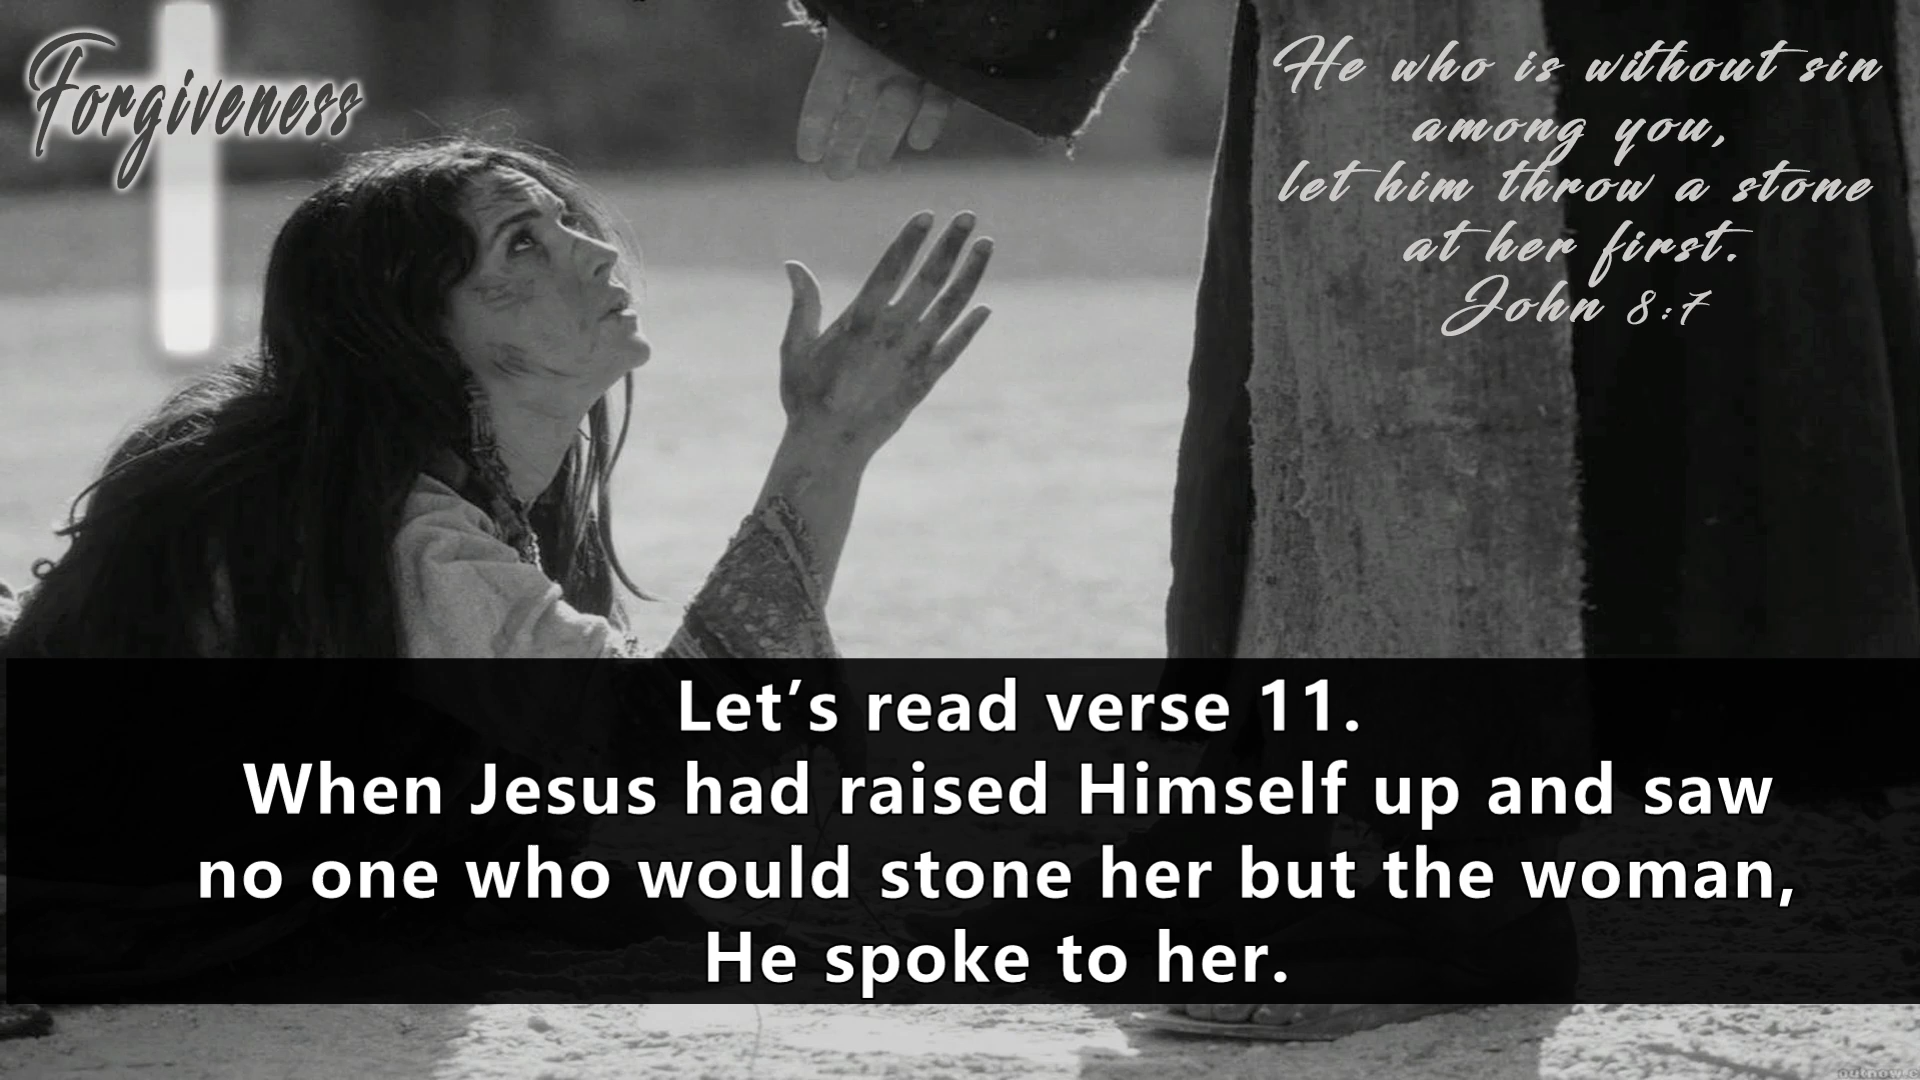 Forgiveness
He who is without sin
among you,
let him throw a stone
at her first.
John 8:7
Let’s read verse 11.
When Jesus had raised Himself up and saw
no one who would stone her but the woman,
He spoke to her.